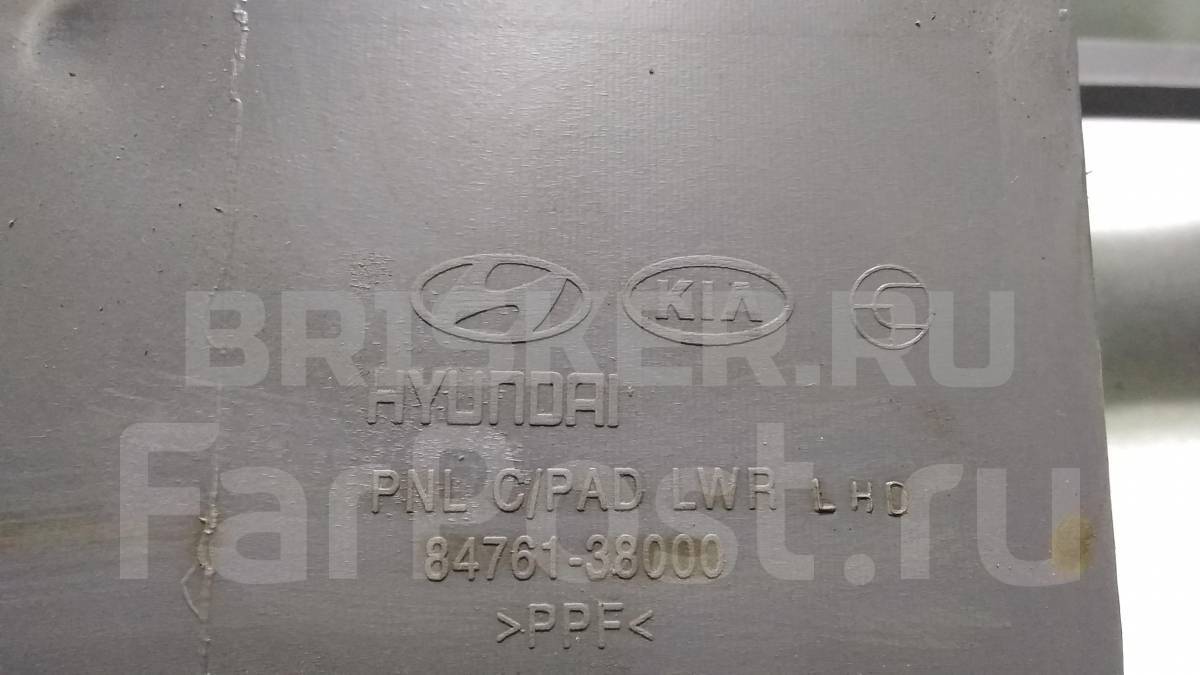 KIA
BRISKER.RU
HYUNDAI
FarPost.ru
PNL C/PAD LWR LHD
84761-38000
>PPF<